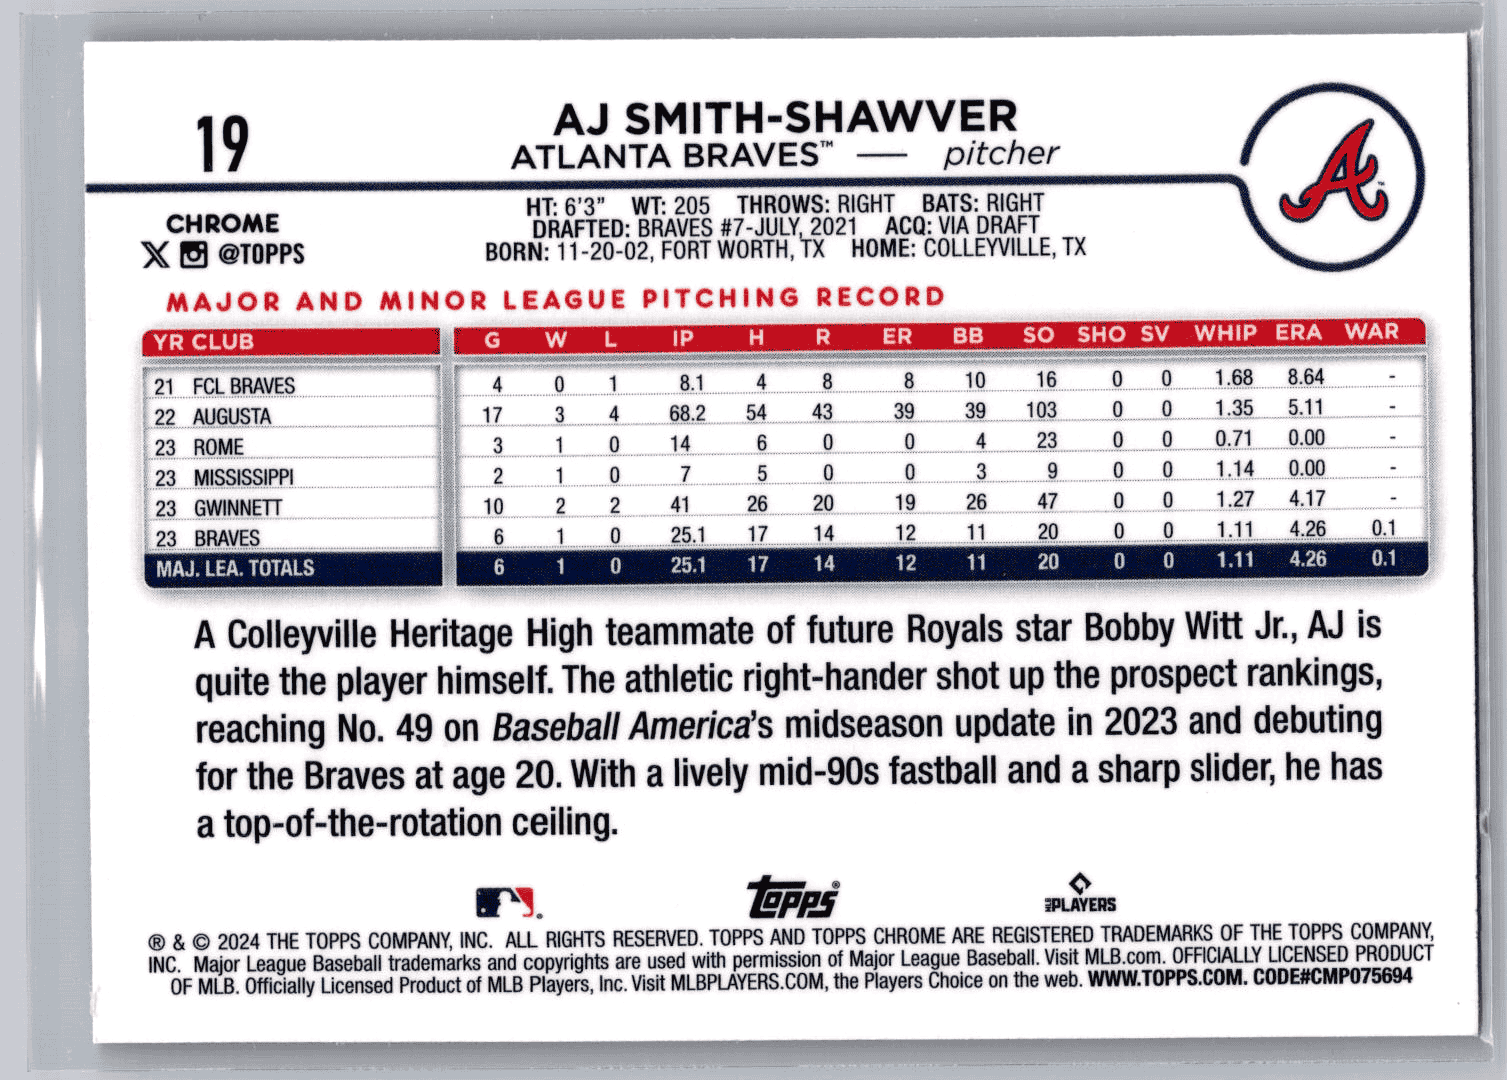 19
AJ SMITH-SHAWVER
ATLANTA BRAVES™ — pitcher
A
CHROME
X @TOPPS
HT: 6'3" WT: 205 THROWS: RIGHT BATS: RIGHT
DRAFTED: BRAVES #7-JULY, 2021 ACQ: VIA DRAFT
BORN: 11-20-02, FORT WORTH, TX HOME: COLLEYVILLE, TX
MAJOR AND MINOR LEAGUE PITCHING RECORD
YR CLUB G W L IP H R ER BB SO SHO SV WHIP ERA WAR
21 FCL BRAVES 4 0 1 8.1 4 8 8 10 16 0 0 1.68 8.64 -
22 AUGUSTA 17 3 4 68.2 54 43 39 39 103 0 0 1.35 5.11 -
23 ROME 3 1 0 14 6 0 0 4 23 0 0 0.71 0.00 -
23 MISSISSIPPI 2 1 0 7 5 0 0 3 9 0 0 1.14 0.00 -
23 GWINNETT 10 2 2 41 26 20 19 26 47 0 0 1.27 4.17 -
23 BRAVES 6 1 0 25.1 17 14 12 11 20 0 0 1.11 4.26 0.1
MAJ. LEA. TOTALS 6 1 0 25.1 17 14 12 11 20 0 0 1.11 4.26 0.1
A Colleyville Heritage High teammate of future Royals star Bobby Witt Jr., AJ is
quite the player himself. The athletic right-hander shot up the prospect rankings,
reaching No. 49 on Baseball America's midseason update in 2023 and debuting
for the Braves at age 20. With a lively mid-90s fastball and a sharp slider, he has
a top-of-the-rotation ceiling.
Topps®
MLB PLAYERS
® & © 2024 THE TOPPS COMPANY, INC. ALL RIGHTS RESERVED. TOPPS AND TOPPS CHROME ARE REGISTERED TRADEMARKS OF THE TOPPS COMPANY,
INC. Major League Baseball trademarks and copyrights are used with permission of Major League Baseball. Visit MLB.com. OFFICIALLY LICENSED PRODUCT
OF MLB. Officially Licensed Product of MLB Players, Inc. Visit MLBPLAYERS.COM, the Players Choice on the web. WWW.TOPPS.COM. CODE#CMP075694